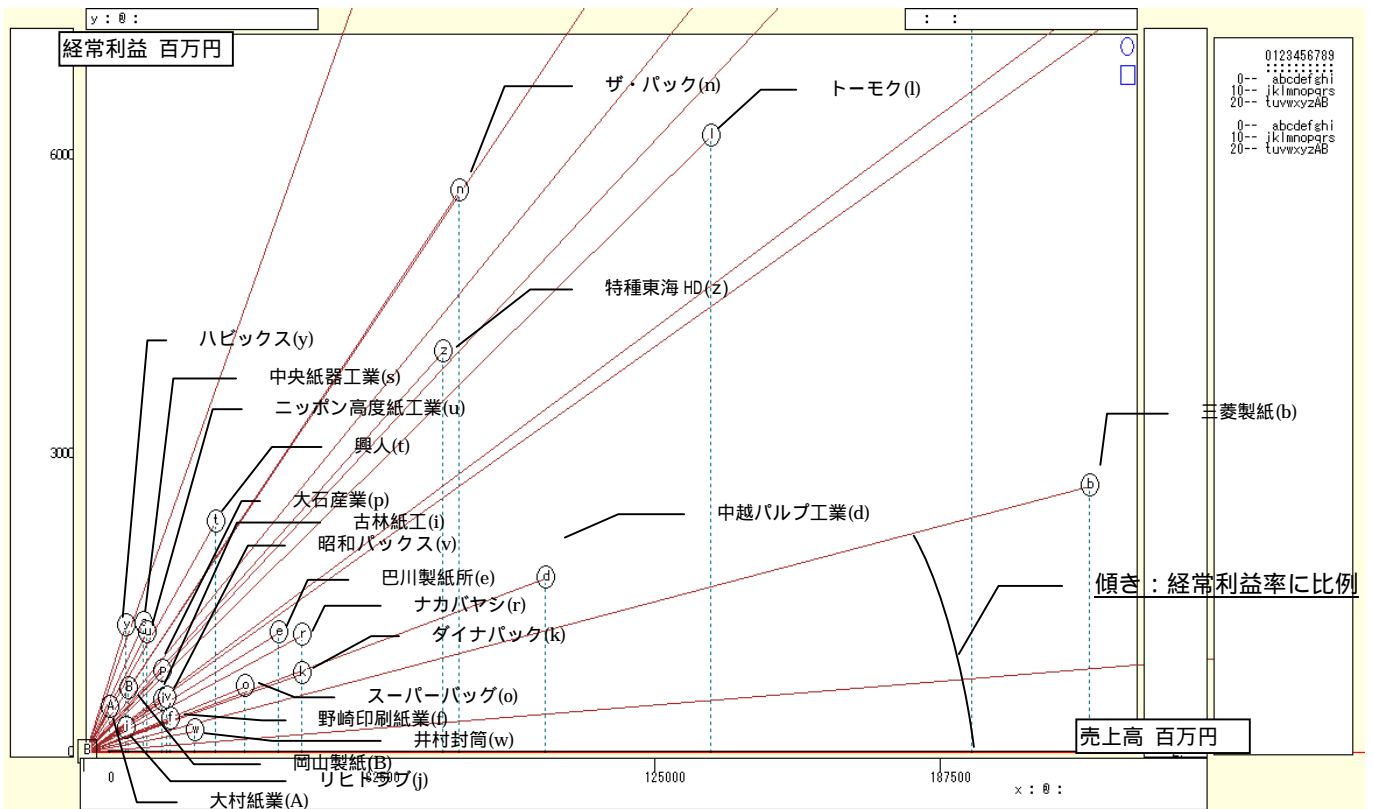 y : @ :
: :
経常利益 百万円
0123456789
::::::::::
0-- abcdefghi
10-- jklmnopqrs
20-- tuvwxyzAB
0-- abcdefghi
10-- jklmnopqrs
20-- tuvwxyzAB
ザ・パック(n)
トーモク(l)
l
6000
n
特種東海 HD(z)
ハビックス(y)
z
中央紙器工業(s)
ニッポン高度紙工業(u)
三菱製紙(b)
興人(t)
3000
b
大石産業(p)
中越パルプ工業(d)
古林紙工(i)
t
昭和パックス(v)
巴川製紙所(e)
d
傾き：経常利益率に比例
ナカバヤシ(r)
y
s
u
e
r
ダイナパック(k)
p
k
B
o
スーパーバッグ(o)
A
iv
j
f
野崎印刷紙業(f)
w
井村封筒(w)
売上高 百万円
0
B
岡山製紙(B)
0
62500
125000
187500
リヒトラブ(j)
x : @ :
大村紙業(A)